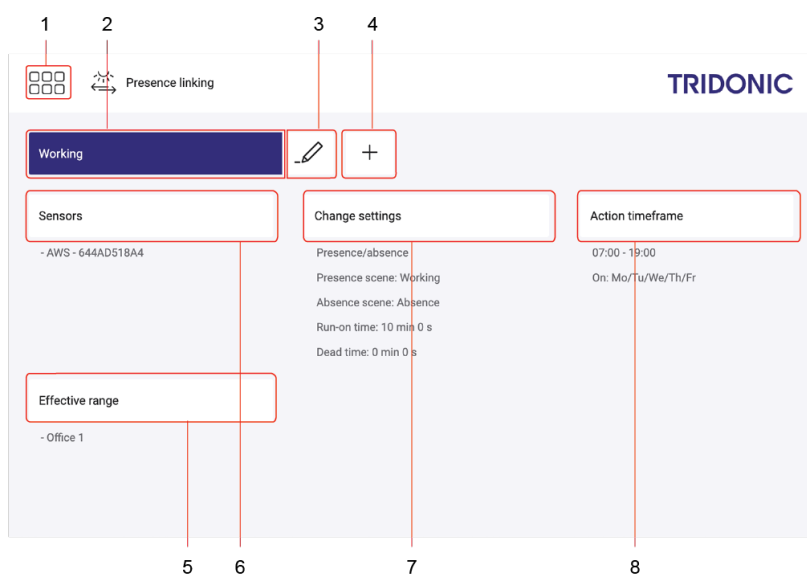 1 2 3 4
Presence linking TRIDONIC
Working +
Sensors Change settings Action timeframe
- AWS - 644AD518A4 Presence/absence 07:00 - 19:00
Presence scene: Working On: Mo/Tu/We/Th/Fr
Absence scene: Absence
Run-on time: 10 min 0 s
Dead time: 0 min 0 s
Effective range
- Office 1
5 6 7 8